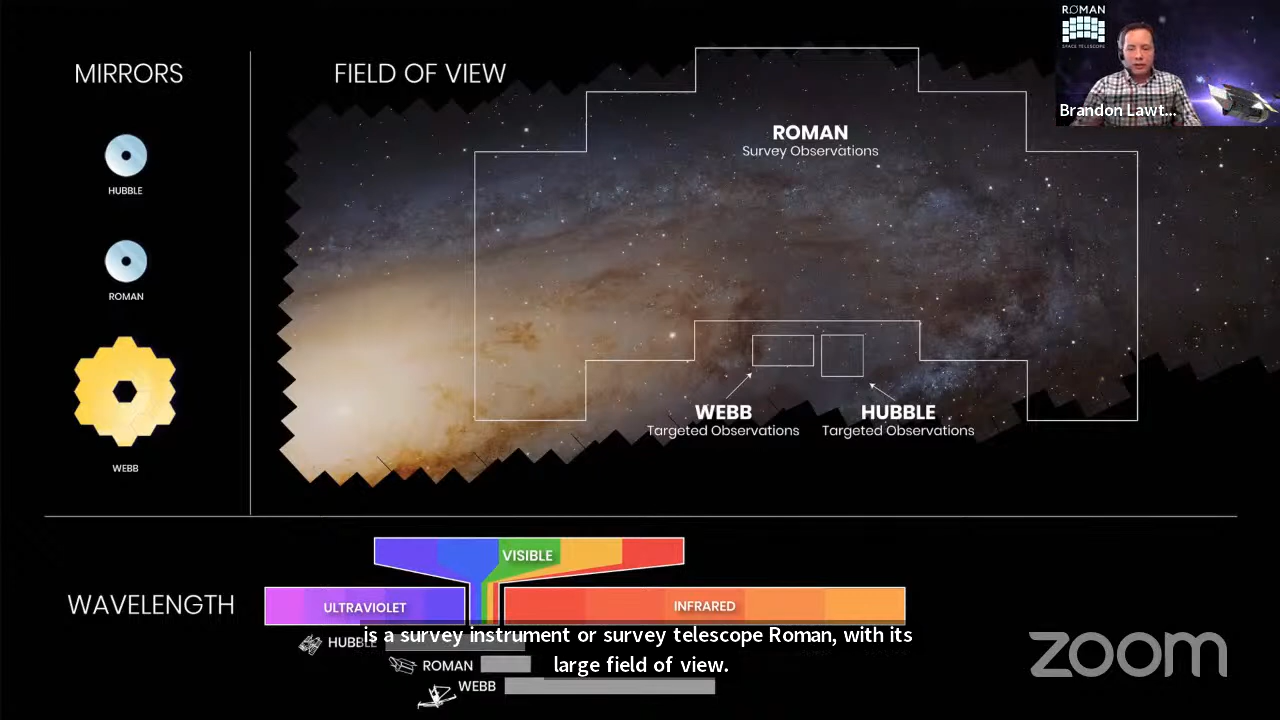 MIRRORS
FIELD OF VIEW
ROMAN
SPACE TELESCOPE
Brandon Lawt...
HUBBLE
ROMAN
WEBB
ROMAN
Survey Observations
WEBB
Targeted Observations
HUBBLE
Targeted Observations
WAVELENGTH
VISIBLE
ULTRAVIOLET
INFRARED
HUBB
ROMAN
WEBB
is a survey instrument or survey telescope Roman, with its
large field of view.
zoom